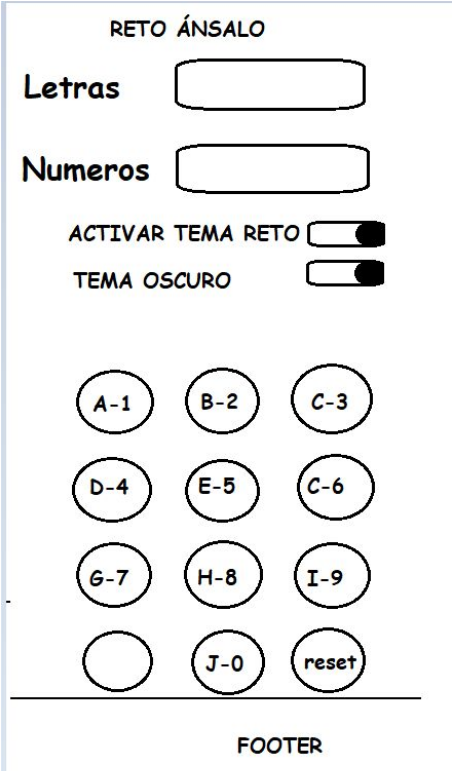 RETO ÁNSALO
Letras
Numeros
ACTIVAR TEMA RETO
TEMA OSCURO
A-1 B-2 C-3
D-4 E-5 C-6
G-7 H-8 I-9
J-0 reset
FOOTER